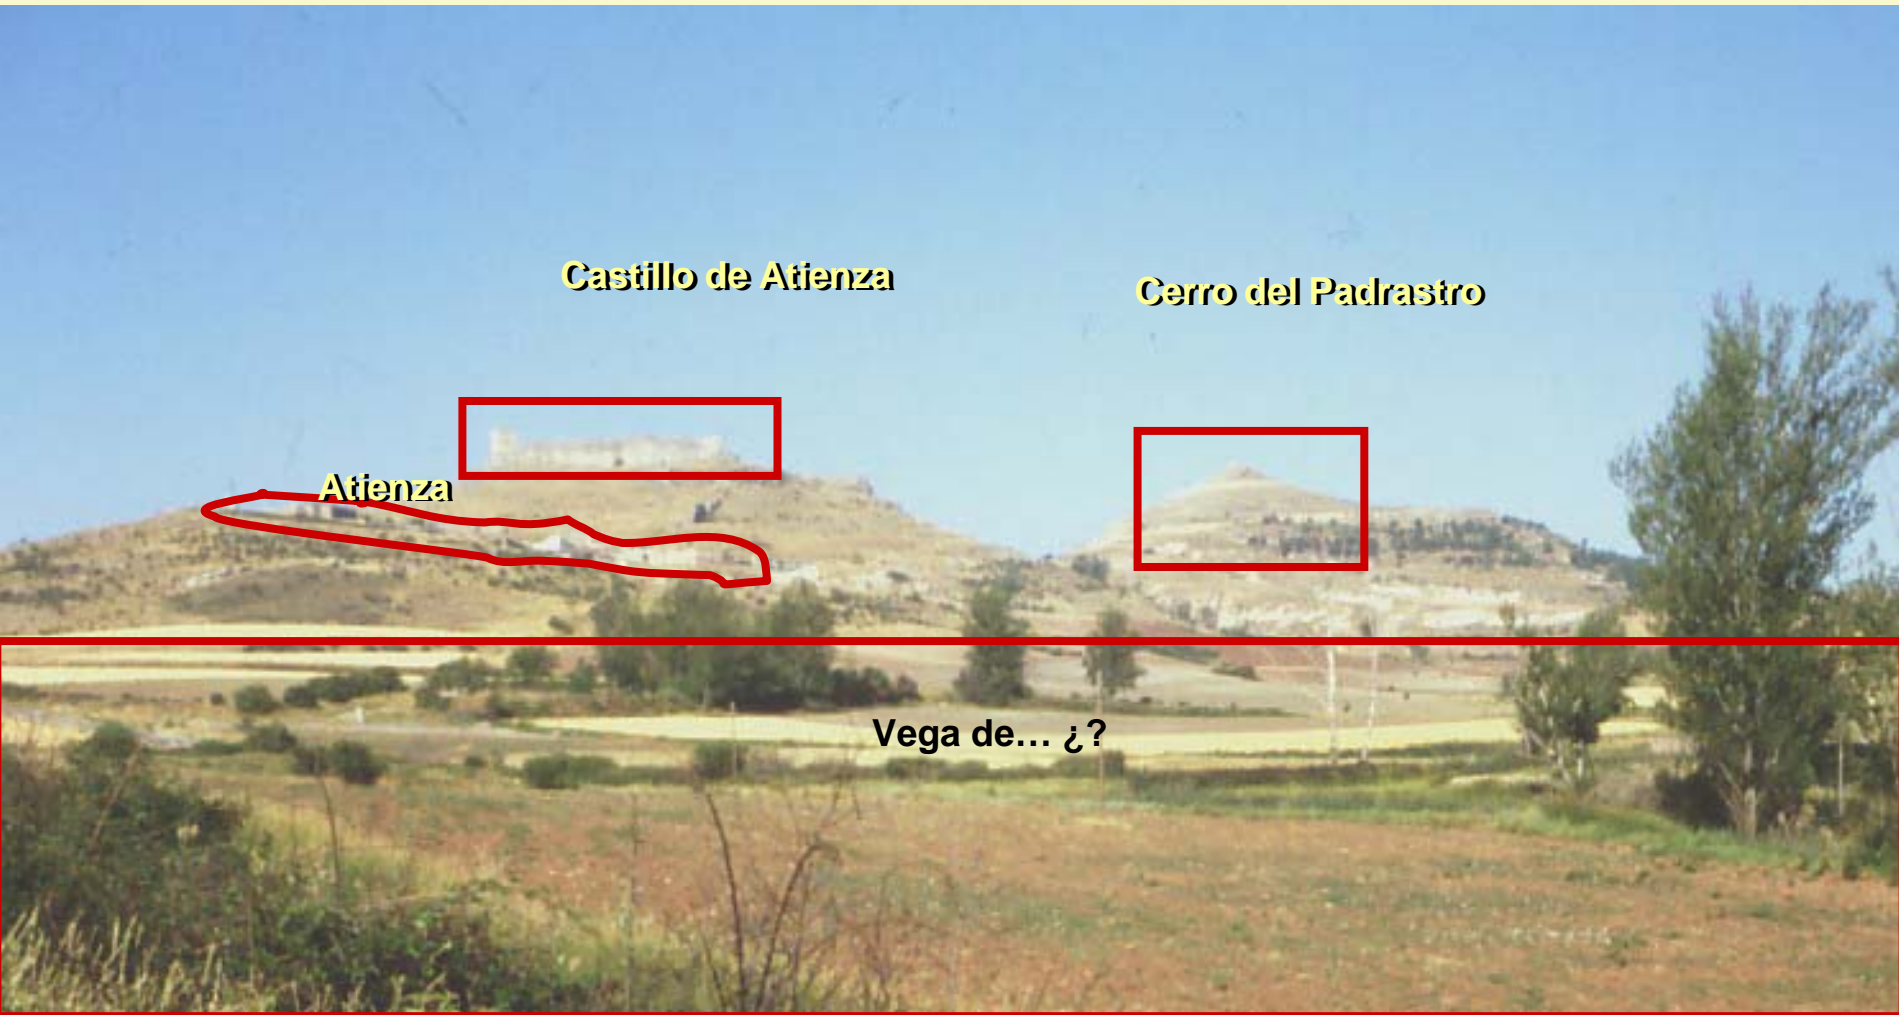 Castillo de Atienza
Cerro del Padrastro
Atienza
Vega de... ¿?